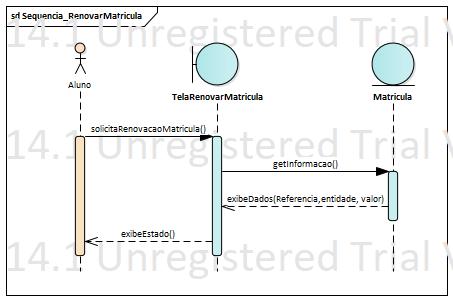 sd Sequencia_RenovarMatricula
14.1 Unregistered Trial V
Aluno
TelaRenovarMatricula
Matricula
14.1 Unregistered Trial V
solicitaRenovacaoMatricula()
getInformacao()
exibeDados(Referencia,entidade, valor)
14.1 Unregistered Trial V
exibeEstado()